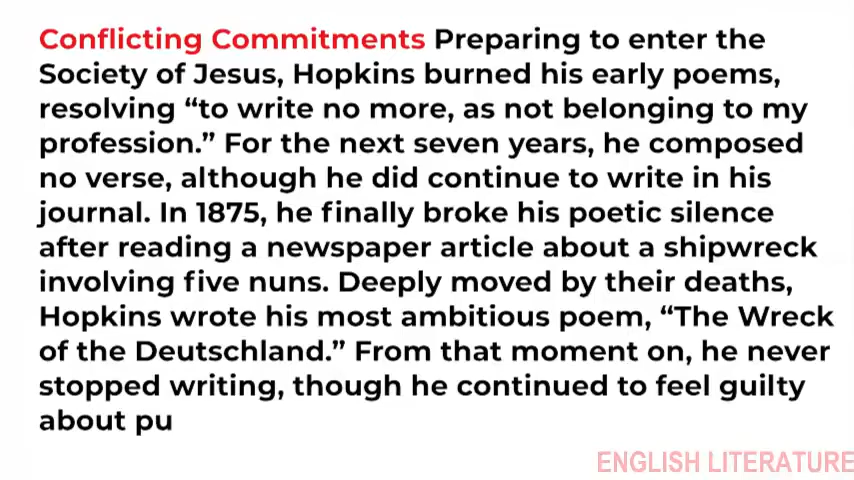 Conflicting Commitments Preparing to enter the
Society of Jesus, Hopkins burned his early poems,
resolving “to write no more, as not belonging to my
profession.” For the next seven years, he composed
no verse, although he did continue to write in his
journal. In 1875, he finally broke his poetic silence
after reading a newspaper article about a shipwreck
involving five nuns. Deeply moved by their deaths,
Hopkins wrote his most ambitious poem, “The Wreck
of the Deutschland.” From that moment on, he never
stopped writing, though he continued to feel guilty
about pu
ENGLISH LITERATURE